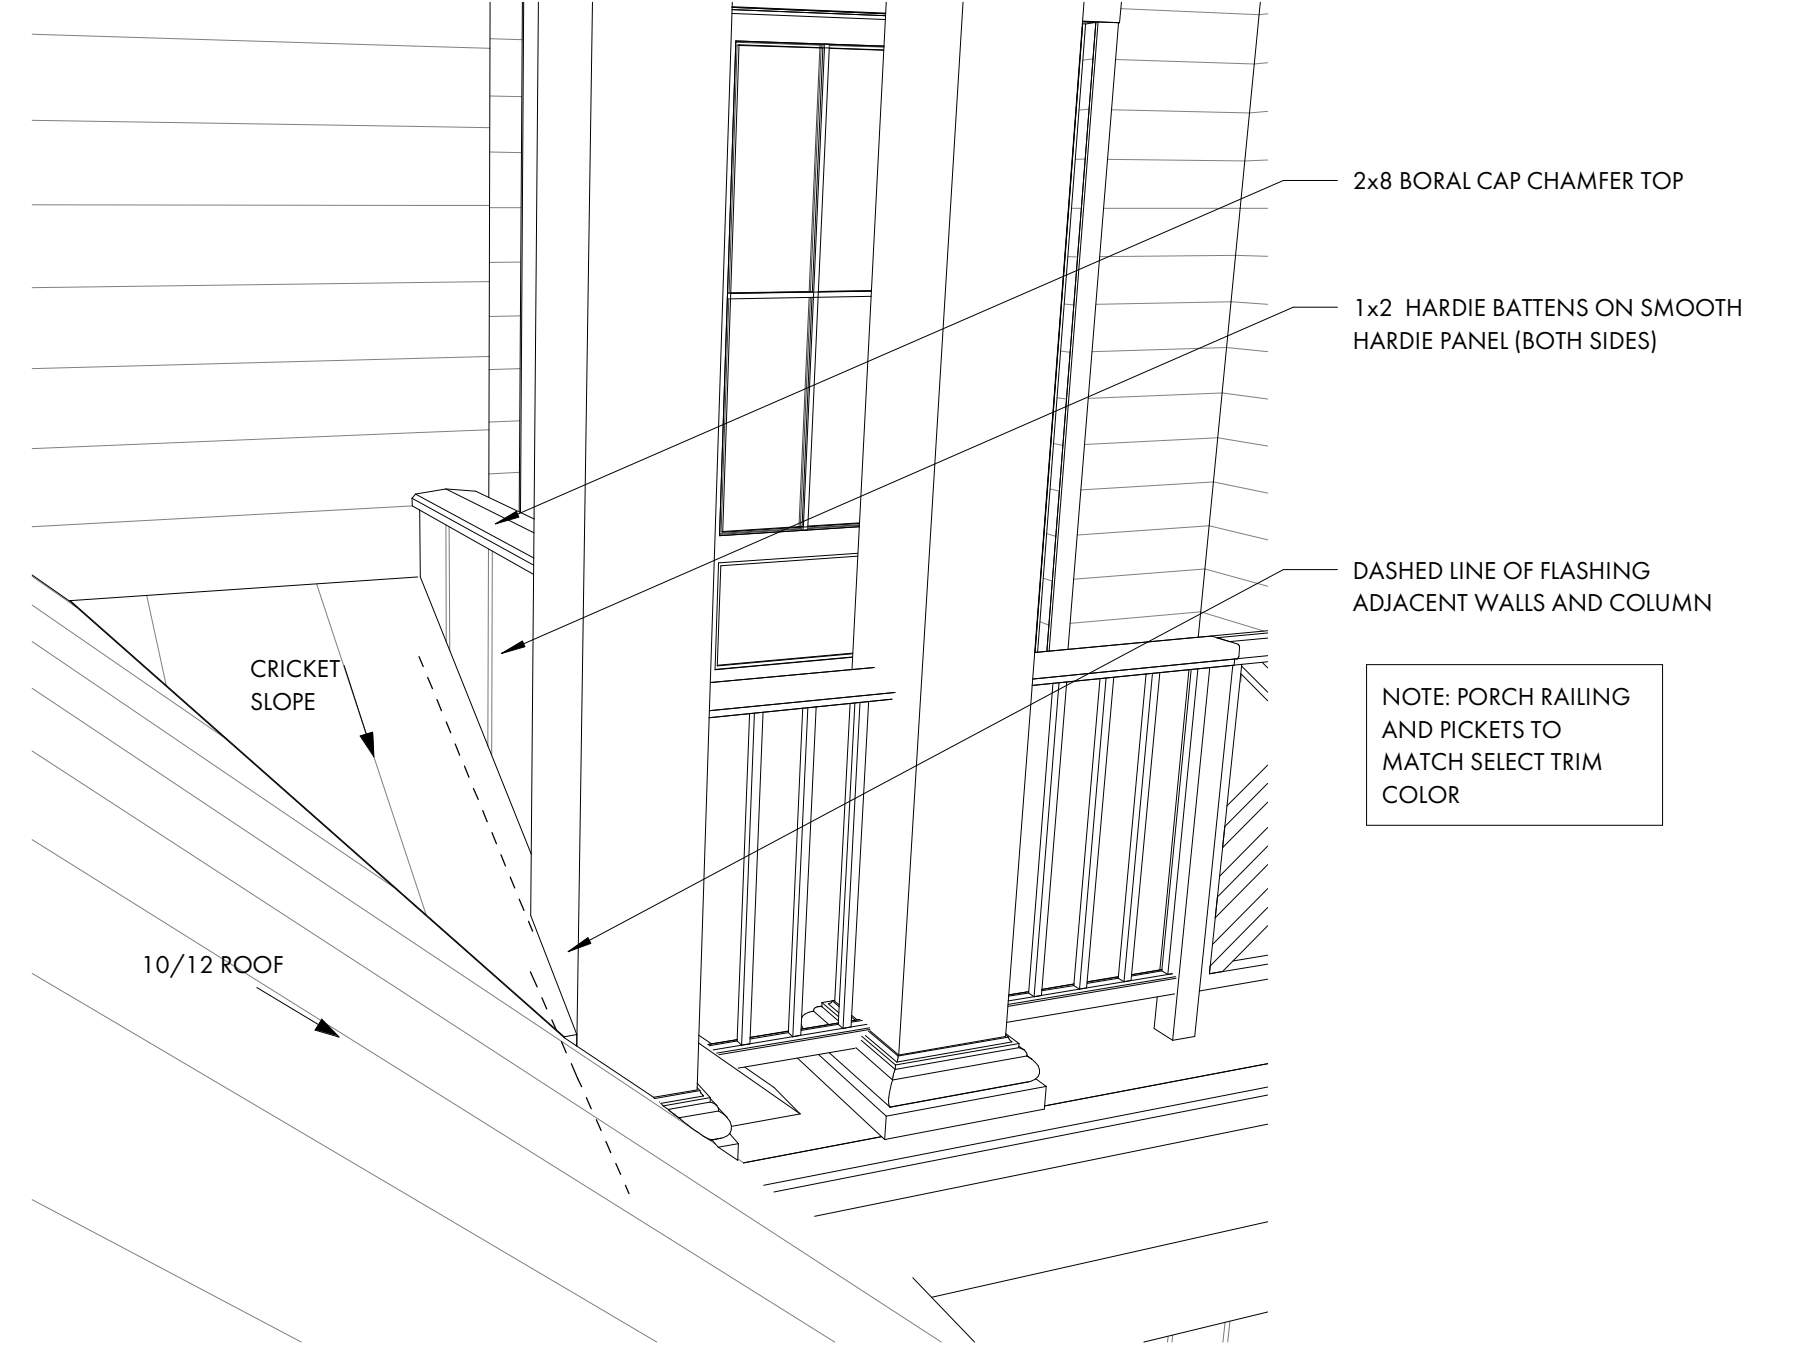 2x8 BORAL CAP CHAMFER TOP
1x2 HARDIE BATTENS ON SMOOTH
HARDIE PANEL (BOTH SIDES)
DASHED LINE OF FLASHING
ADJACENT WALLS AND COLUMN
CRICKET
SLOPE
NOTE: PORCH RAILING
AND PICKETS TO
MATCH SELECT TRIM
COLOR
10/12 ROOF